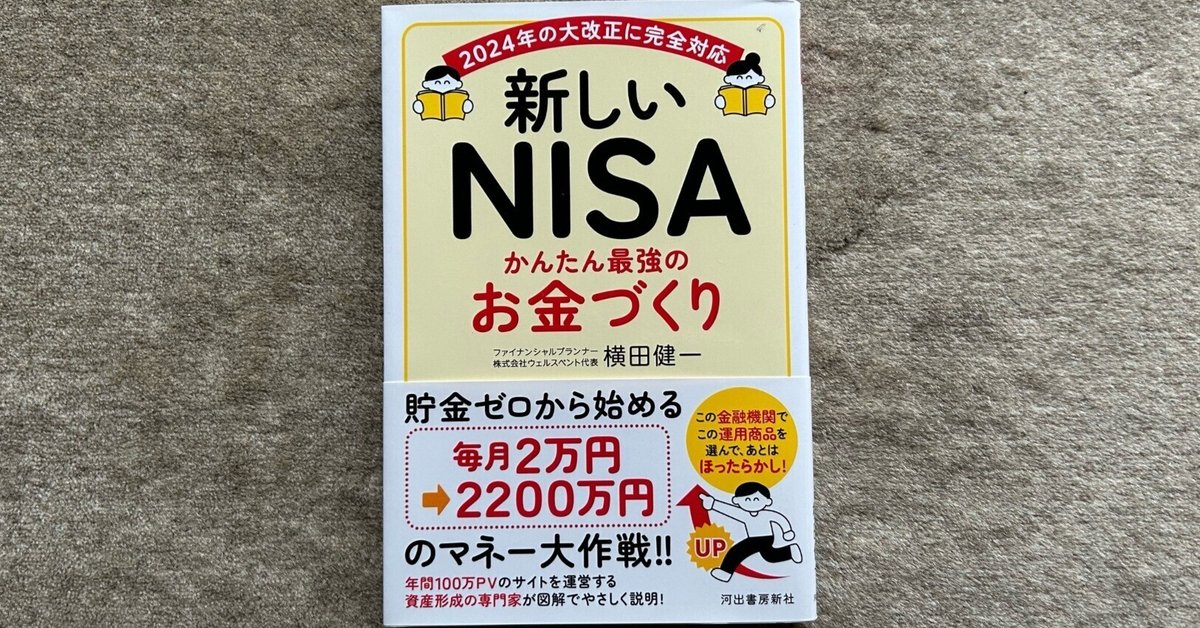 2024年の大改正に完全対応
新しい
NISA
かんたん最強の
お金づくり
ファイナンシャルプランナー
株式会社ウェルスペント代表 横田健一
貯金ゼロから始める
毎月2万円
➡2200万円
のマネー大作戦!!
年間100万PVのサイトを運営する
資産形成の専門家が図解でやさしく説明!
この金融機関で
この運用商品を
選んで、あとは
ほったらかし!
UP
河出書房新社